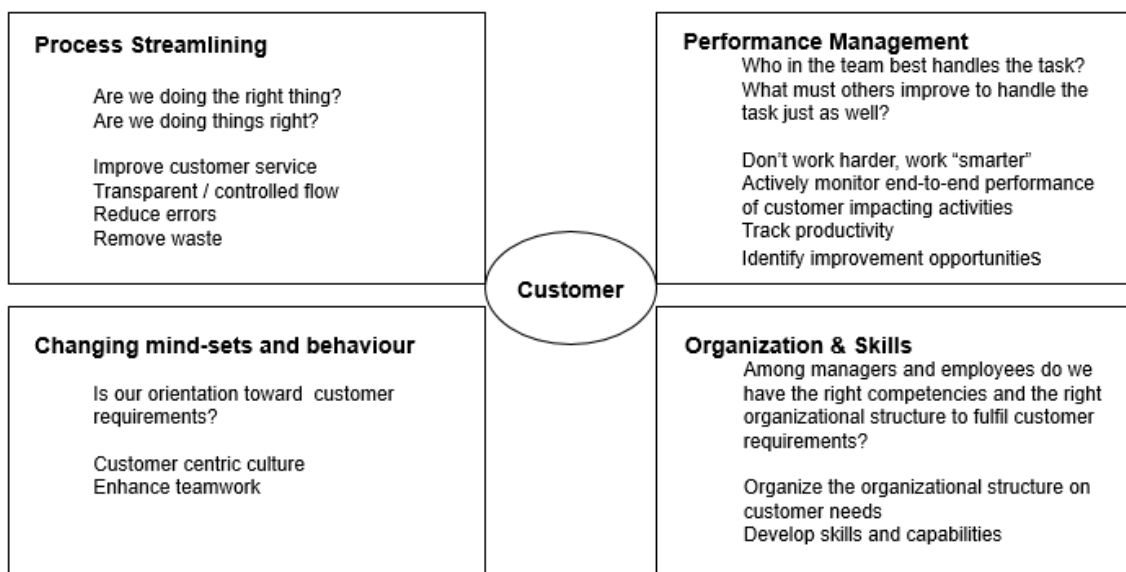 Process Streamlining
Are we doing the right thing?
Are we doing things right?
Improve customer service
Transparent / controlled flow
Reduce errors
Remove waste
Performance Management
Who in the team best handles the task?
What must others improve to handle the
task just as well?
Don't work harder, work “smarter”
Actively monitor end-to-end performance
of customer impacting activities
Track productivity
Identify improvement opportunities
Customer
Changing mind-sets and behaviour
Is our orientation toward customer
requirements?
Customer centric culture
Enhance teamwork
Organization & Skills
Among managers and employees do we
have the right competencies and the right
organizational structure to fulfil customer
requirements?
Organize the organizational structure on
customer needs
Develop skills and capabilities